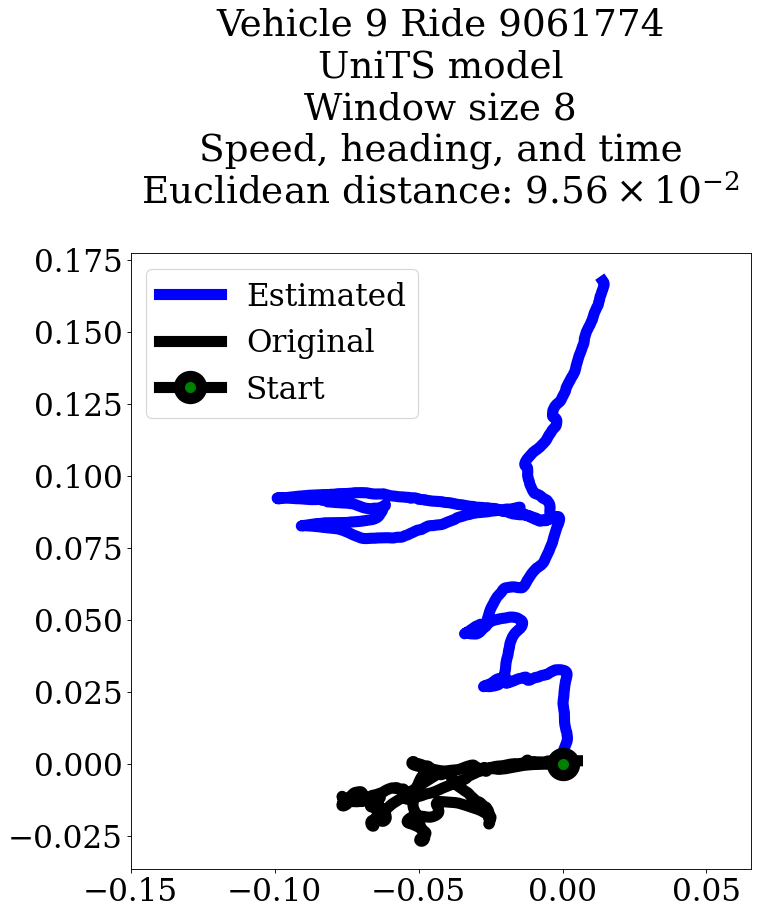 Vehicle 9 Ride 9061774
UniTS model
Window size 8
Speed, heading, and time
Euclidean distance: 9.56 × 10⁻²
0.175
0.150
0.125
0.100
0.075
0.050
0.025
0.000
−0.025
Estimated
Original
Start
−0.15 −0.10 −0.05 0.00 0.05